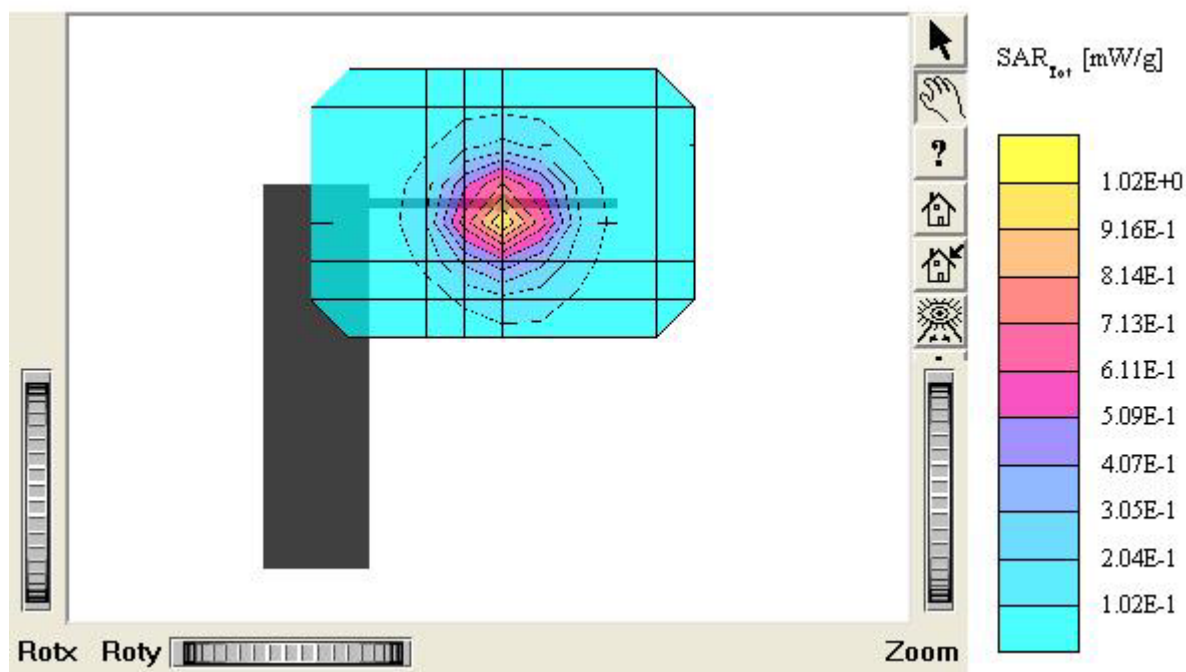 SAR_Tot [mW/g]
?
1.02E+0
9.16E-1
8.14E-1
7.13E-1
6.11E-1
5.09E-1
4.07E-1
3.05E-1
2.04E-1
1.02E-1
Rotx Roty Zoom